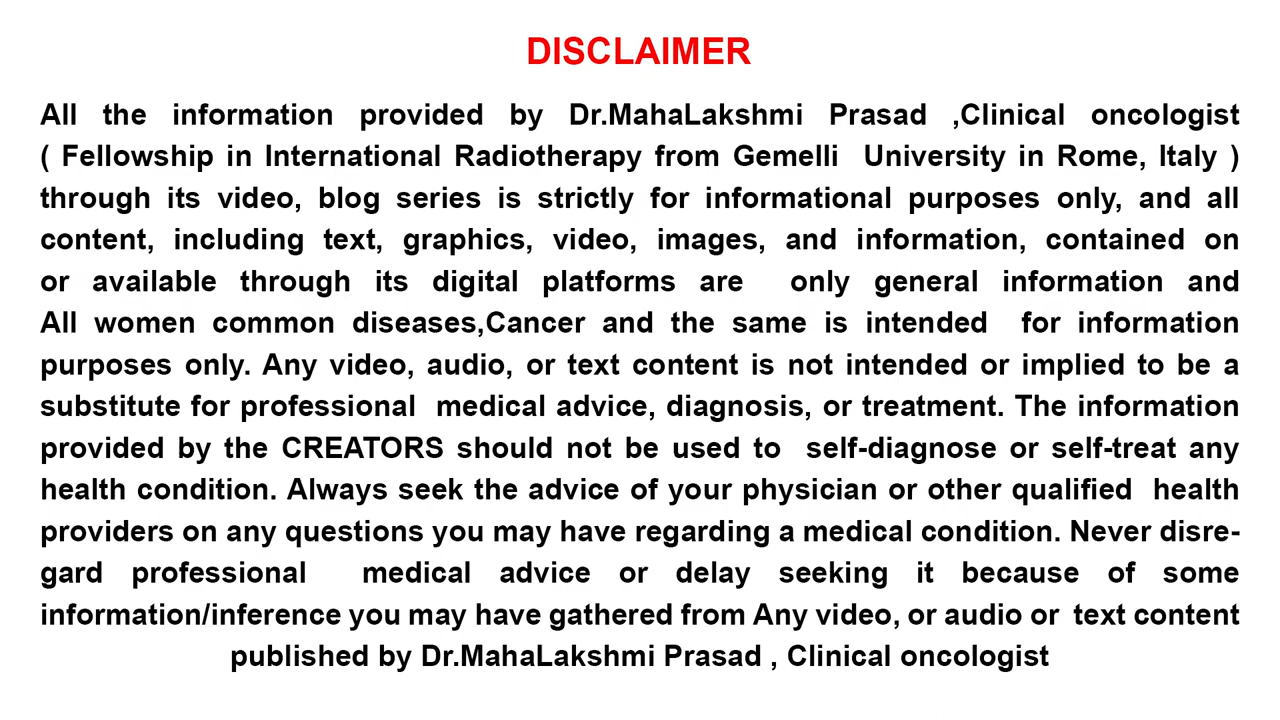 DISCLAIMER
All the information provided by Dr.MahaLakshmi Prasad ,Clinical oncologist
( Fellowship in International Radiotherapy from Gemelli University in Rome, Italy )
through its video, blog series is strictly for informational purposes only, and all
content, including text, graphics, video, images, and information, contained on
or available through its digital platforms are only general information and
All women common diseases,Cancer and the same is intended for information
purposes only. Any video, audio, or text content is not intended or implied to be a
substitute for professional medical advice, diagnosis, or treatment. The information
provided by the CREATORS should not be used to self-diagnose or self-treat any
health condition. Always seek the advice of your physician or other qualified health
providers on any questions you may have regarding a medical condition. Never disre-
gard professional medical advice or delay seeking it because of some
information/inference you may have gathered from Any video, or audio or text content
published by Dr.MahaLakshmi Prasad , Clinical oncologist